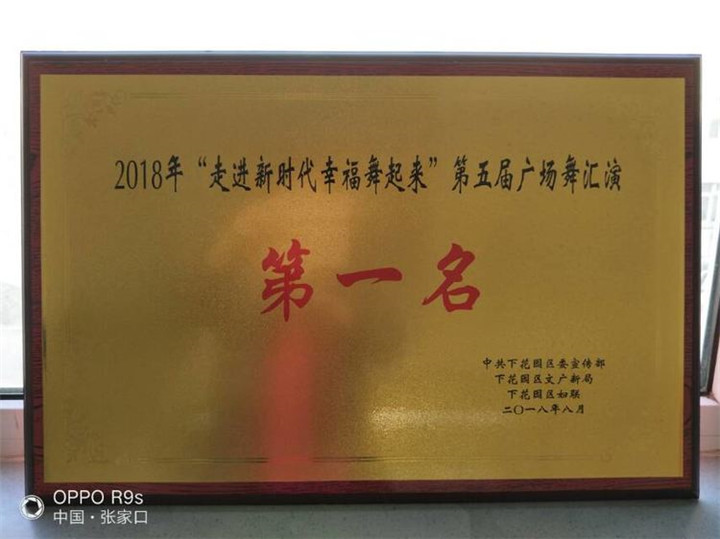 2018年“走进新时代幸福舞起来”第五届广场舞汇演
第一名
中共下花园区委宣传部
下花园区文广新局
下花园区妇联
二〇一八年八月
OPPO R9s
中国·张家口